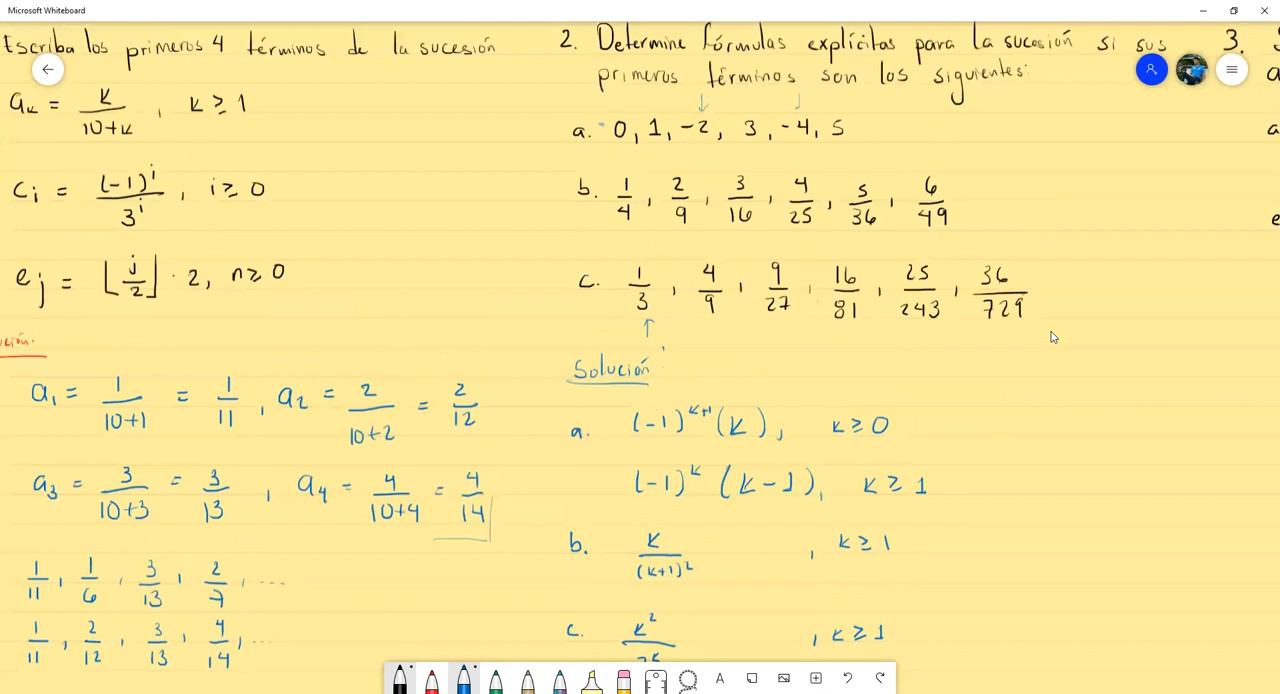 Microsoft Whiteboard
Escriba los primeros 4 términos de la sucesión
a_k = k/(10+k) , k ≥ 1
c_i = (-1)^i/3^i , i ≥ 0
e_j = ⌊j/2⌋ · 2, n ≥ 0
ución.
a_1 = 1/(10+1) = 1/11 , a_2 = 2/(10+2) = 2/12
a_3 = 3/(10+3) = 3/13 , a_4 = 4/(10+4) = 4/14
1/11 , 1/6 , 3/13 , 2/7 , ...
1/11 , 2/12 , 3/13 , 4/14 , ...
2. Determine fórmulas explícitas para la sucesión si sus
primeros términos son los siguientes:
a. 0, 1, -2, 3, -4, 5
b. 1/4 , 2/9 , 3/16 , 4/25 , 5/36 , 6/49
c. 1/3 , 4/9 , 9/27 , 16/81 , 25/243 , 36/729
Solución:
a. (-1)^(k+1) (k), k ≥ 0
(-1)^k (k-1), k ≥ 1
b. k/(k+1)^2 , k ≥ 1
c. k^2/3^k , k ≥ 1
3.
a
a
e